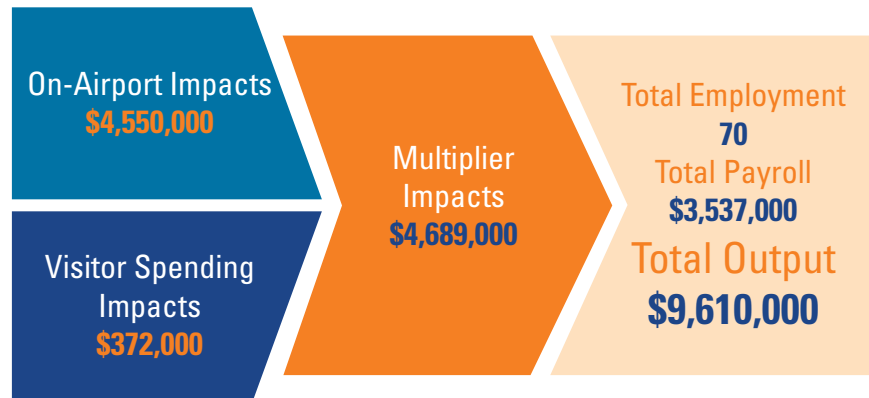 On-Airport Impacts
$4,550,000
Visitor Spending
Impacts
$372,000
Multiplier
Impacts
$4,689,000
Total Employment
70
Total Payroll
$3,537,000
Total Output
$9,610,000